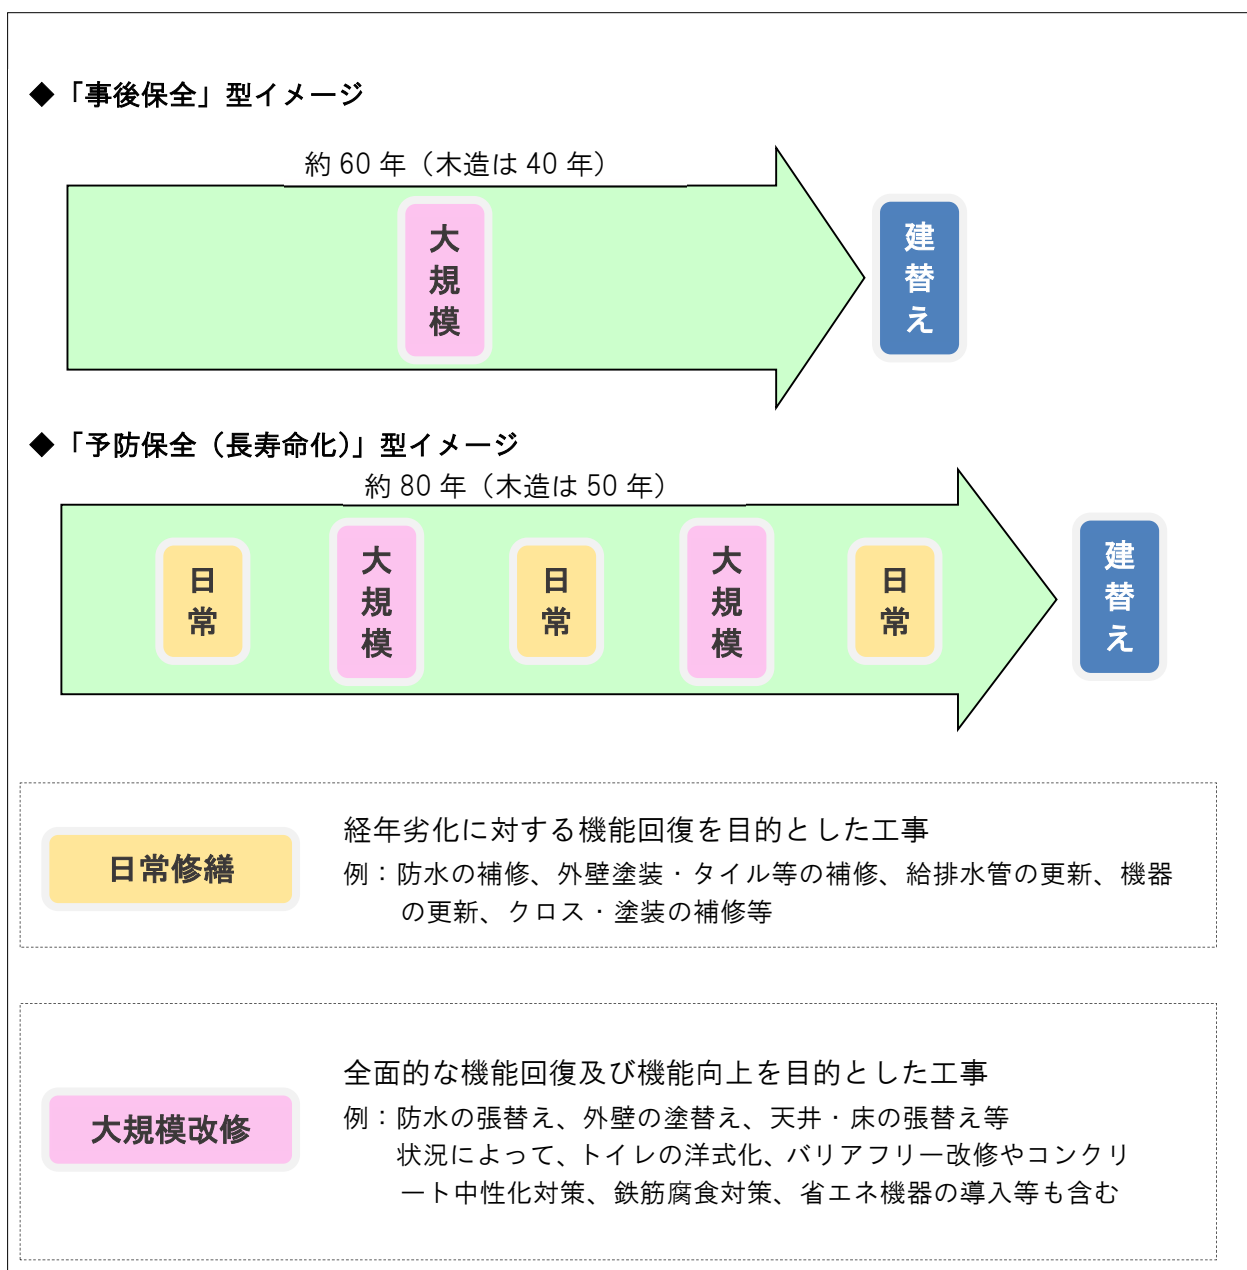 ◆「事後保全」型イメージ
約 60 年（木造は 40 年）
大規模
建替え
◆「予防保全（長寿命化）」型イメージ
約 80 年（木造は 50 年）
日常
大規模
日常
大規模
日常
建替え
日常修繕
経年劣化に対する機能回復を目的とした工事
例：防水の補修、外壁塗装・タイル等の補修、給排水管の更新、機器
の更新、クロス・塗装の補修等
大規模改修
全面的な機能回復及び機能向上を目的とした工事
例：防水の張替え、外壁の塗替え、天井・床の張替え等
状況によって、トイレの洋式化、バリアフリー改修やコンクリ
ート中性化対策、鉄筋腐食対策、省エネ機器の導入等も含む